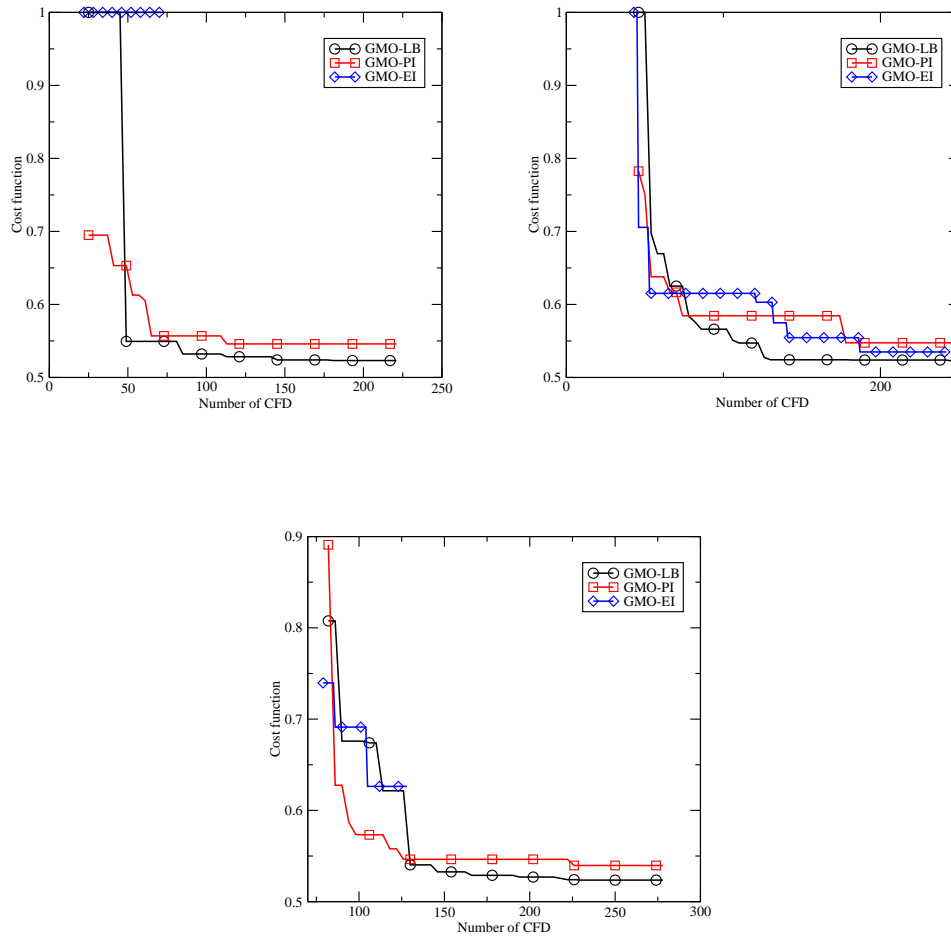 1
0.9
0.8
0.7
0.6
0.5
Cost function
0 50 100 150 200 250
Number of CFD
GMO-LB
GMO-PI
GMO-EI
1
0.9
0.8
0.7
0.6
0.5
Cost function
0 200
Number of CFD
GMO-LB
GMO-PI
GMO-EI
0.9
0.8
0.7
0.6
0.5
Cost function
100 150 200 250 300
Number of CFD
GMO-LB
GMO-PI
GMO-EI